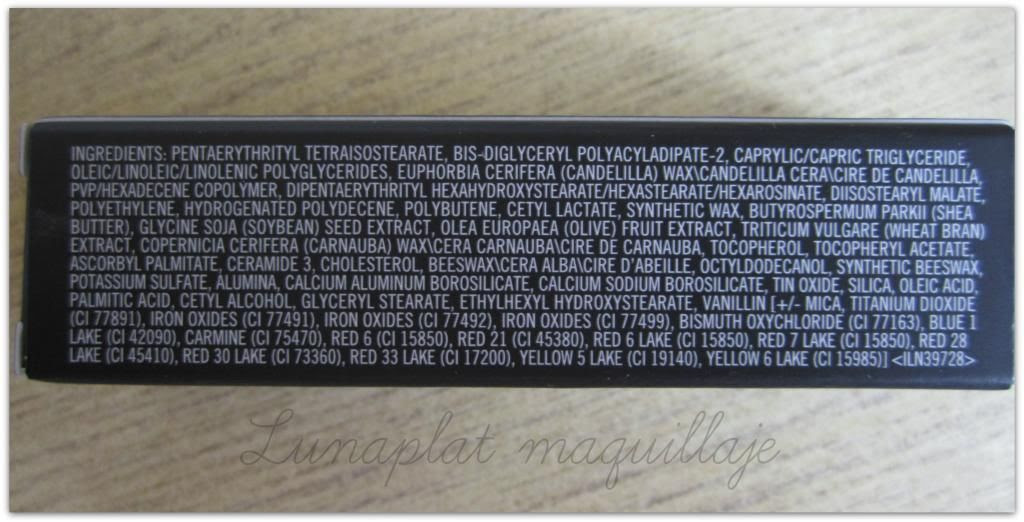 INGREDIENTS: PENTAERYTHRITYL TETRAISOSTEARATE, BIS-DIGLYCERYL POLYACYLADIPATE-2, CAPRYLIC/CAPRIC TRIGLYCERIDE,
OLEIC/LINOLEIC/LINOLENIC POLYGLYCERIDES, EUPHORBIA CERIFERA (CANDELILLA) WAX\CANDELILLA CERA\CIRE DE CANDELILLA,
PVP/HEXADECENE COPOLYMER, DIPENTAERYTHRITYL HEXAHYDROXYSTEARATE/HEXASTEARATE/HEXAROSINATE, DIISOSTEARYL MALATE,
POLYETHYLENE, HYDROGENATED POLYDECENE, POLYBUTENE, CETYL LACTATE, SYNTHETIC WAX, BUTYROSPERMUM PARKII (SHEA
BUTTER), GLYCINE SOJA (SOYBEAN) SEED EXTRACT, OLEA EUROPAEA (OLIVE) FRUIT EXTRACT, TRITICUM VULGARE (WHEAT BRAN)
EXTRACT, COPERNICIA CERIFERA (CARNAUBA) WAX\CERA CARNAUBA\CIRE DE CARNAUBA, TOCOPHEROL, TOCOPHERYL ACETATE,
ASCORBYL PALMITATE, CERAMIDE 3, CHOLESTEROL, BEESWAX\CERA ALBA\CIRE D'ABEILLE, OCTYLDODECANOL, SYNTHETIC BEESWAX,
POTASSIUM SULFATE, ALUMINA, CALCIUM ALUMINUM BOROSILICATE, CALCIUM SODIUM BOROSILICATE, TIN OXIDE, SILICA, OLEIC ACID,
PALMITIC ACID, CETYL ALCOHOL, GLYCERYL STEARATE, ETHYLHEXYL HYDROXYSTEARATE, VANILLIN [+/- MICA, TITANIUM DIOXIDE
(CI 77891), IRON OXIDES (CI 77491), IRON OXIDES (CI 77492), IRON OXIDES (CI 77499), BISMUTH OXYCHLORIDE (CI 77163), BLUE 1
LAKE (CI 42090), CARMINE (CI 75470), RED 6 (CI 15850), RED 21 (CI 45380), RED 6 LAKE (CI 15850), RED 7 LAKE (CI 15850), RED 28
LAKE (CI 45410), RED 30 LAKE (CI 73360), RED 33 LAKE (CI 17200), YELLOW 5 LAKE (CI 19140), YELLOW 6 LAKE (CI 15985)] <ILN39728>
Lunaplat maquillaje